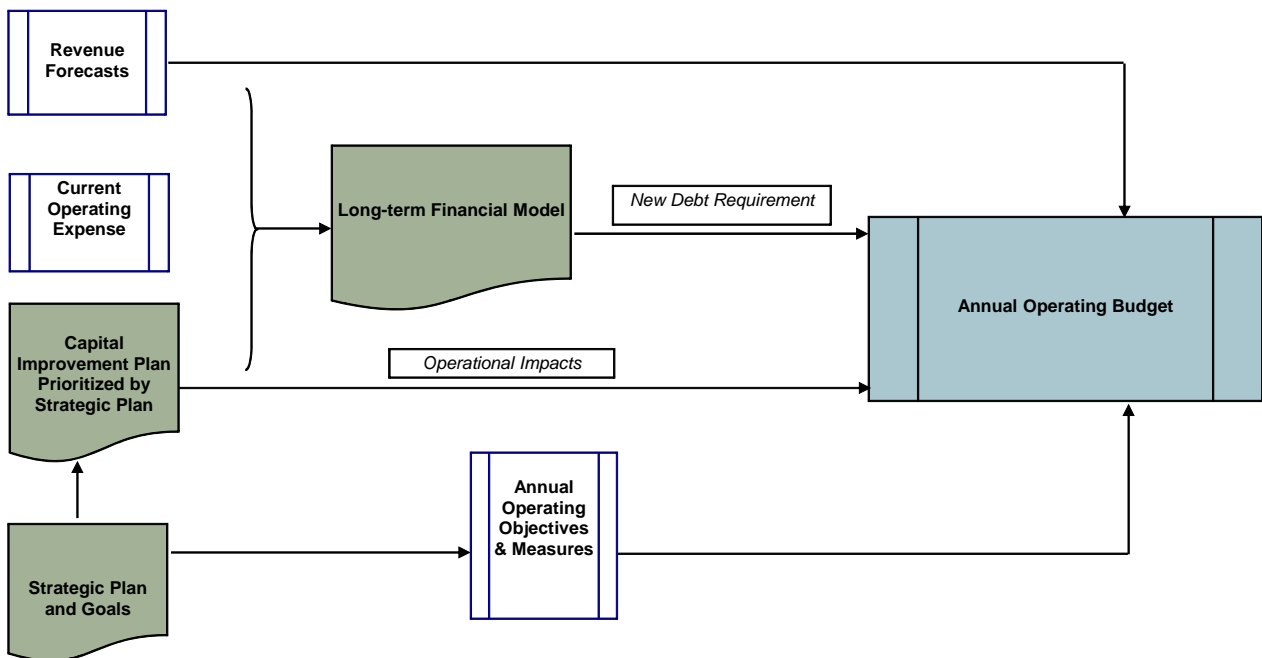 Revenue
Forecasts
Current
Operating
Expense
Long-term Financial Model
New Debt Requirement
Annual Operating Budget
Capital
Improvement Plan
Prioritized by
Strategic Plan
Operational Impacts
Annual
Operating
Objectives
& Measures
Strategic Plan
and Goals